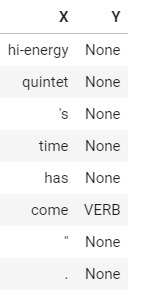 X Y
hi-energy None
quintet None
's None
time None
has None
come VERB
" None
. None